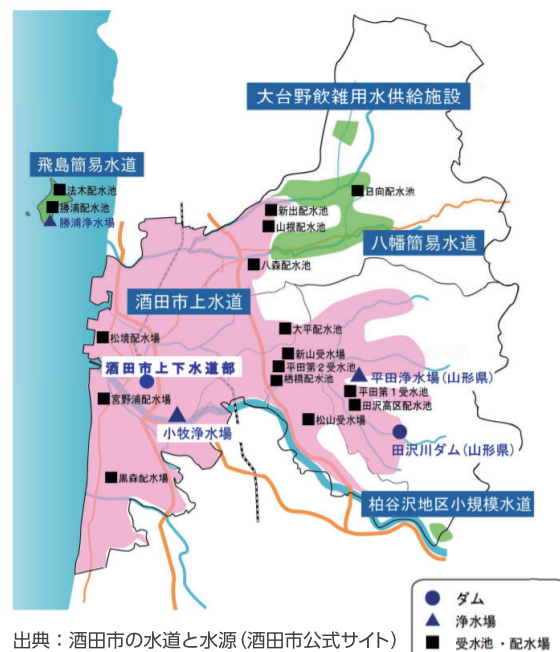 大台野飲雑用水供給施設
飛島簡易水道
法木配水池
勝浦配水池
勝浦浄水場
日向配水池
新出配水池
山根配水池
八幡簡易水道
八森配水池
酒田市上水道
大平配水池
松境配水場
新山受水場
平田第2受水池
楢橋配水池
酒田市上下水道部
平田浄水場(山形県)
平田第1受水池
田沢高区配水池
宮野浦配水場
小牧浄水場
松山受水場
田沢川ダム(山形県)
黒森配水場
柏谷沢地区小規模水道
ダム
浄水場
受水池・配水場
出典:酒田市の水道と水源(酒田市公式サイト)